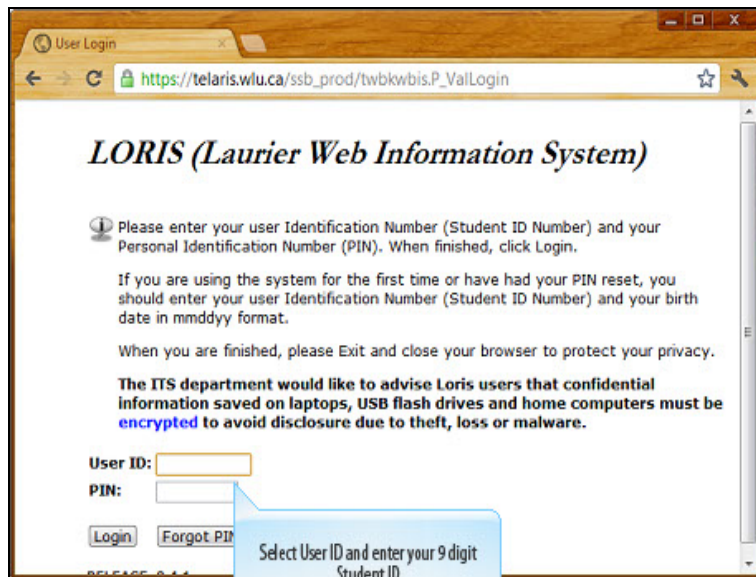 User Login
https://telaris.wlu.ca/ssb_prod/twbkwbis.P_ValLogin
LORIS (Laurier Web Information System)
Please enter your user Identification Number (Student ID Number) and your
Personal Identification Number (PIN). When finished, click Login.
If you are using the system for the first time or have had your PIN reset, you
should enter your user Identification Number (Student ID Number) and your birth
date in mmddyy format.
When you are finished, please Exit and close your browser to protect your privacy.
The ITS department would like to advise Loris users that confidential
information saved on laptops, USB flash drives and home computers must be
encrypted to avoid disclosure due to theft, loss or malware.
User ID:
PIN:
Login Forgot PIN
Select User ID and enter your 9 digit
Student ID